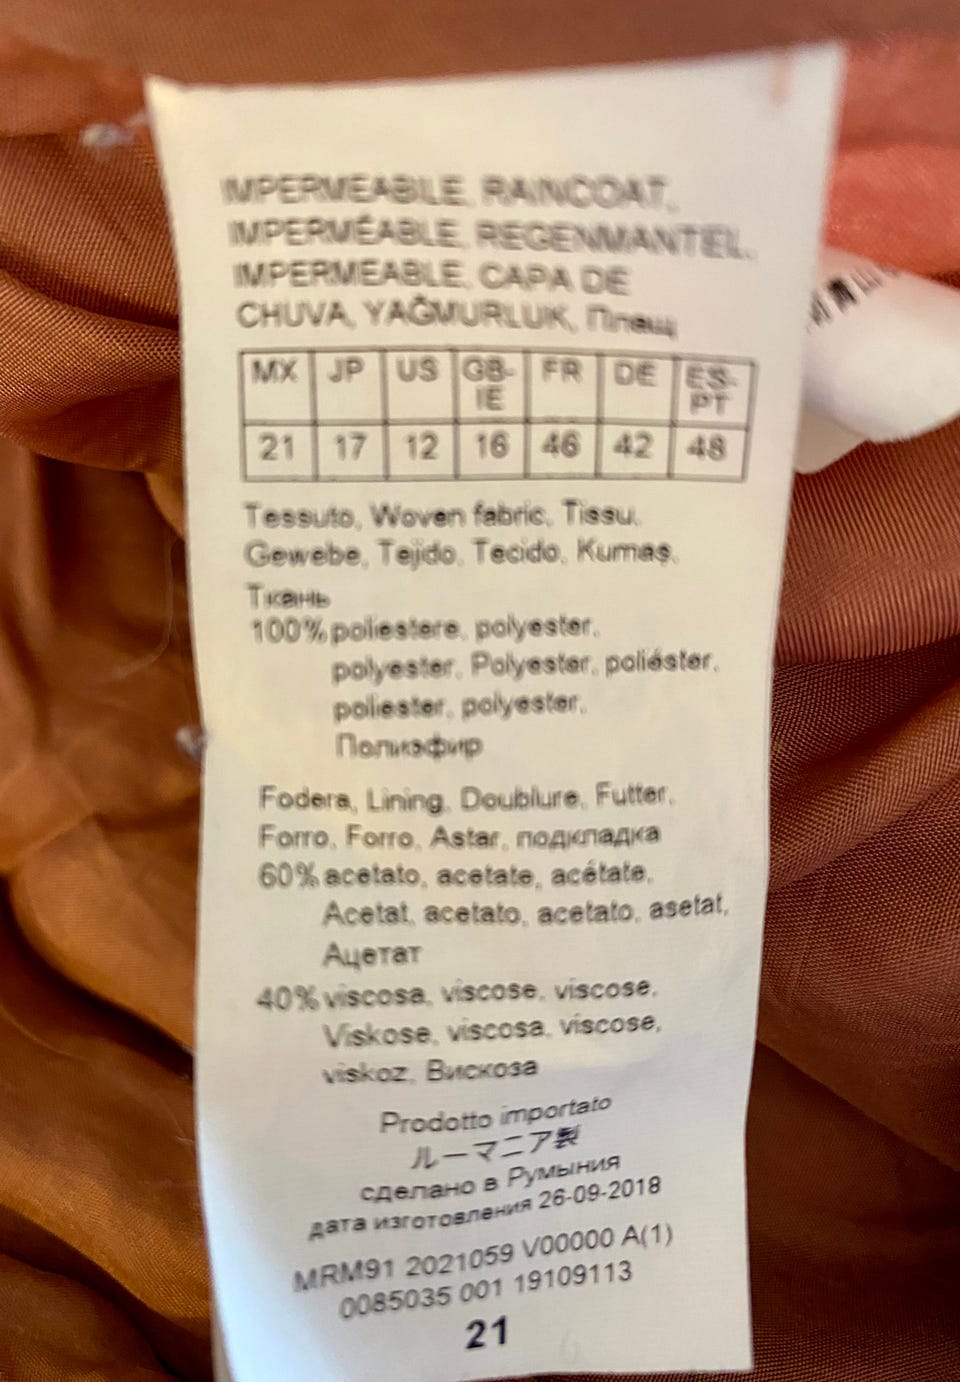 IMPERMEABILE, RAINCOAT,
IMPERMÉABLE, REGENMANTEL,
IMPERMEABLE, CAPA DE
CHUVA, YAĞMURLUK, Плащ
MX JP US GB-IE FR DE ES-PT
21 17 12 16 46 42 48
Tessuto, Woven fabric, Tissu,
Gewebe, Tejido, Tecido, Kumaş,
Ткань
100% poliestere, polyester,
polyester, Polyester, poliéster,
poliester, polyester,
Полиэфир
Fodera, Lining, Doublure, Futter,
Forro, Forro, Astar, подкладка
60% acetato, acetate, acétate,
Acetat, acetato, acetato, asetat,
Ацетат
40% viscosa, viscose, viscose,
Viskose, viscosa, viscose,
viskoz, Вискоза
Prodotto importato
ルーマニア製
сделано в Румыния
дата изготовления 26-09-2018
MRM91 2021059 V00000 A(1)
0085035 001 19109113
21